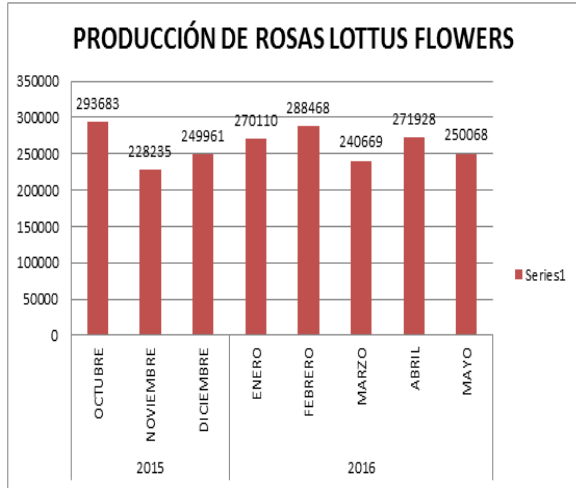 PRODUCCIÓN DE ROSAS LOTTUS FLOWERS
350000
300000
250000
200000
150000
100000
50000
0
293683
228235
249961
270110
288468
240669
271928
250068
OCTUBRE
NOVIEMBRE
DICIEMBRE
ENERO
FEBRERO
MARZO
ABRIL
MAYO
2015
2016
Series1